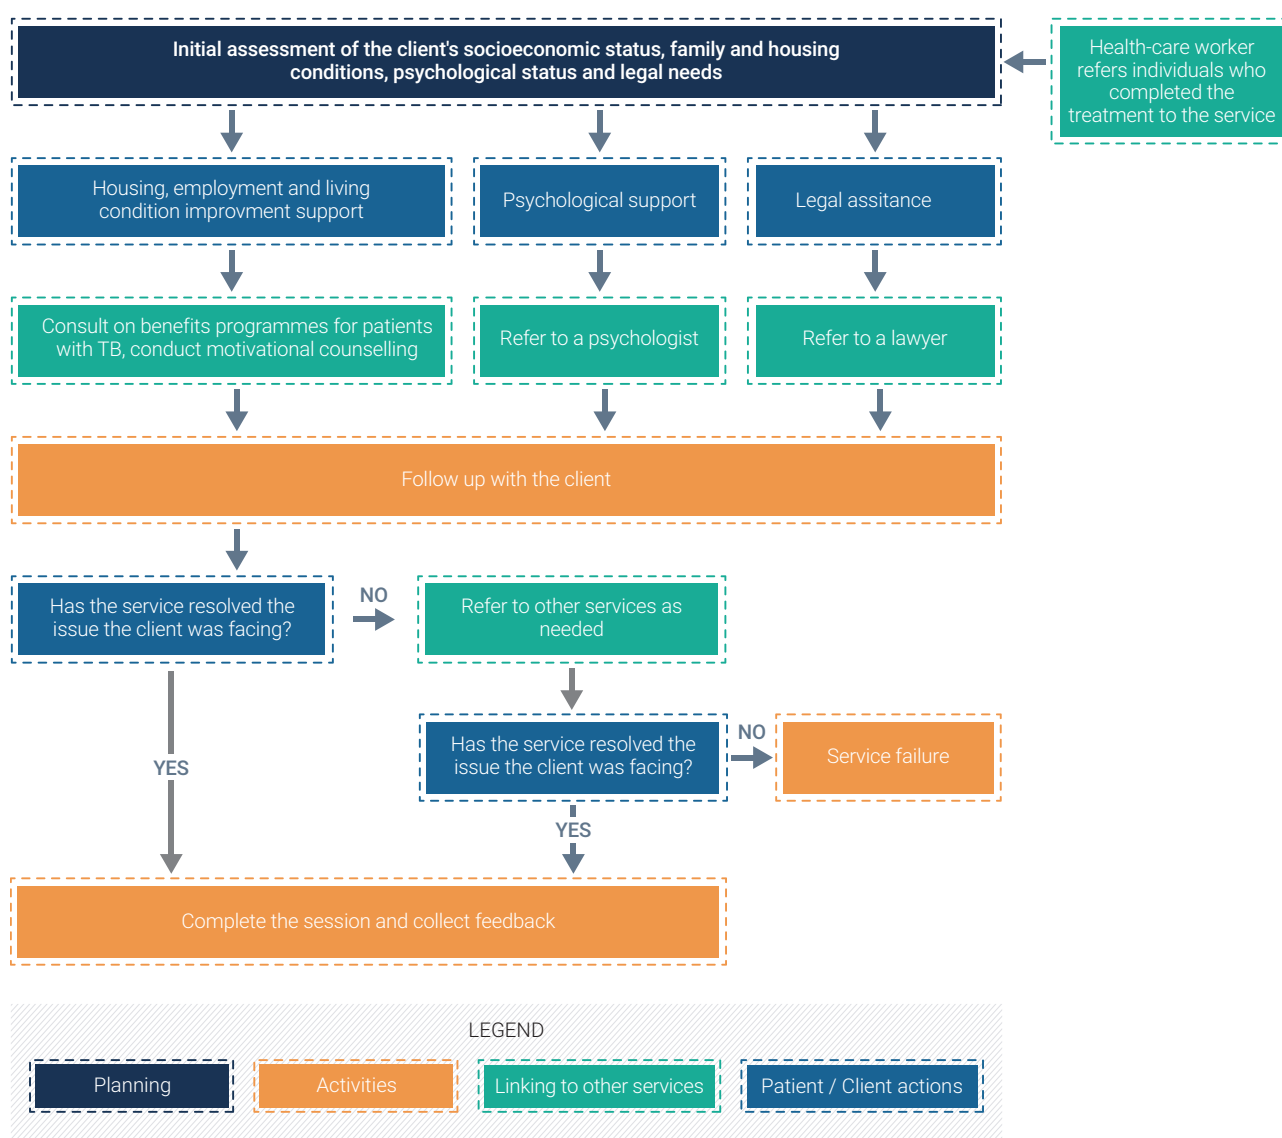 Initial assessment of the client's socioeconomic status, family and housing
conditions, psychological status and legal needs
Health-care worker
refers individuals who
completed the
treatment to the service
Housing, employment and living
condition improvment support
Psychological support
Legal assitance
Consult on benefits programmes for patients
with TB, conduct motivational counselling
Refer to a psychologist
Refer to a lawyer
Follow up with the client
Has the service resolved the
issue the client was facing?
NO
Refer to other services as
needed
Has the service resolved the
issue the client was facing?
NO
Service failure
YES
YES
Complete the session and collect feedback
LEGEND
Planning
Activities
Linking to other services
Patient / Client actions